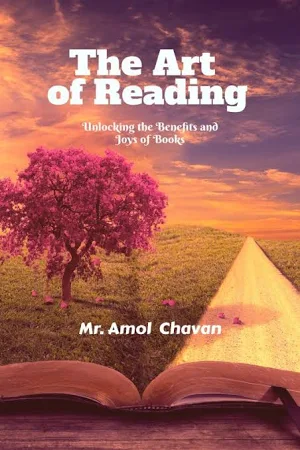 The Art
of Reading
Unlocking the Benefits and
Joys of Books
Mr. Amol Chavan